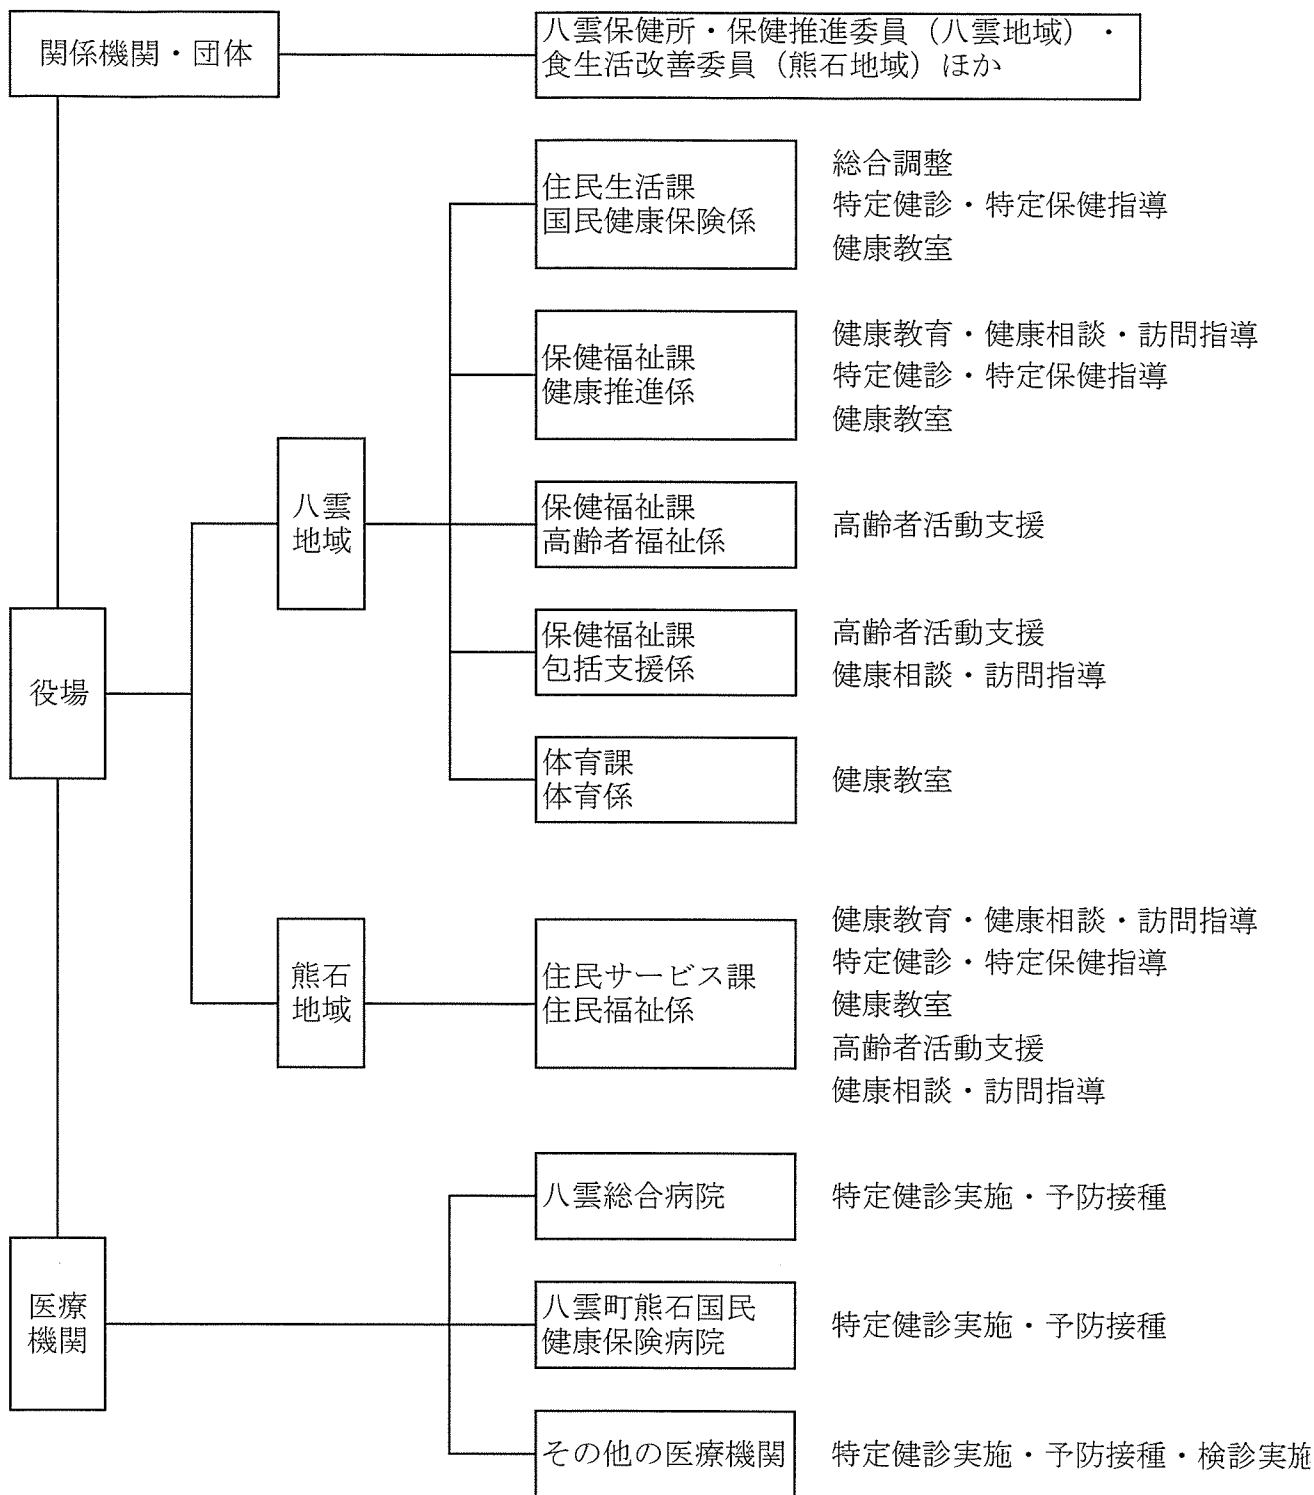 関係機関・団体
八雲保健所・保健推進委員（八雲地域）・
食生活改善委員（熊石地域）ほか
住民生活課
国民健康保険係
総合調整
特定健診・特定保健指導
健康教室
保健福祉課
健康推進係
健康教育・健康相談・訪問指導
特定健診・特定保健指導
健康教室
八雲
地域
保健福祉課
高齢者福祉係
高齢者活動支援
保健福祉課
包括支援係
高齢者活動支援
健康相談・訪問指導
役場
体育課
体育係
健康教室
熊石
地域
住民サービス課
住民福祉係
健康教育・健康相談・訪問指導
特定健診・特定保健指導
健康教室
高齢者活動支援
健康相談・訪問指導
八雲総合病院
特定健診実施・予防接種
医療
機関
八雲町熊石国民
健康保険病院
特定健診実施・予防接種
その他の医療機関
特定健診実施・予防接種・検診実施